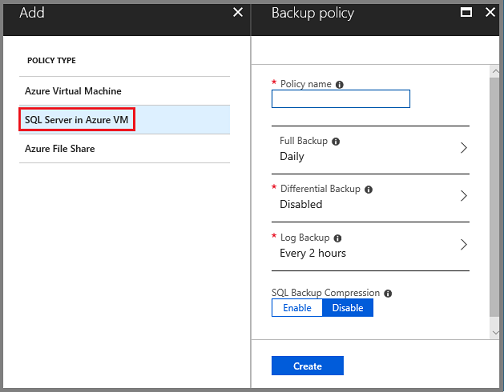 Add
POLICY TYPE
Azure Virtual Machine
SQL Server in Azure VM
Azure File Share
Backup policy
* Policy name
Full Backup
Daily
* Differential Backup
Disabled
* Log Backup
Every 2 hours
SQL Backup Compression
Enable Disable
Create